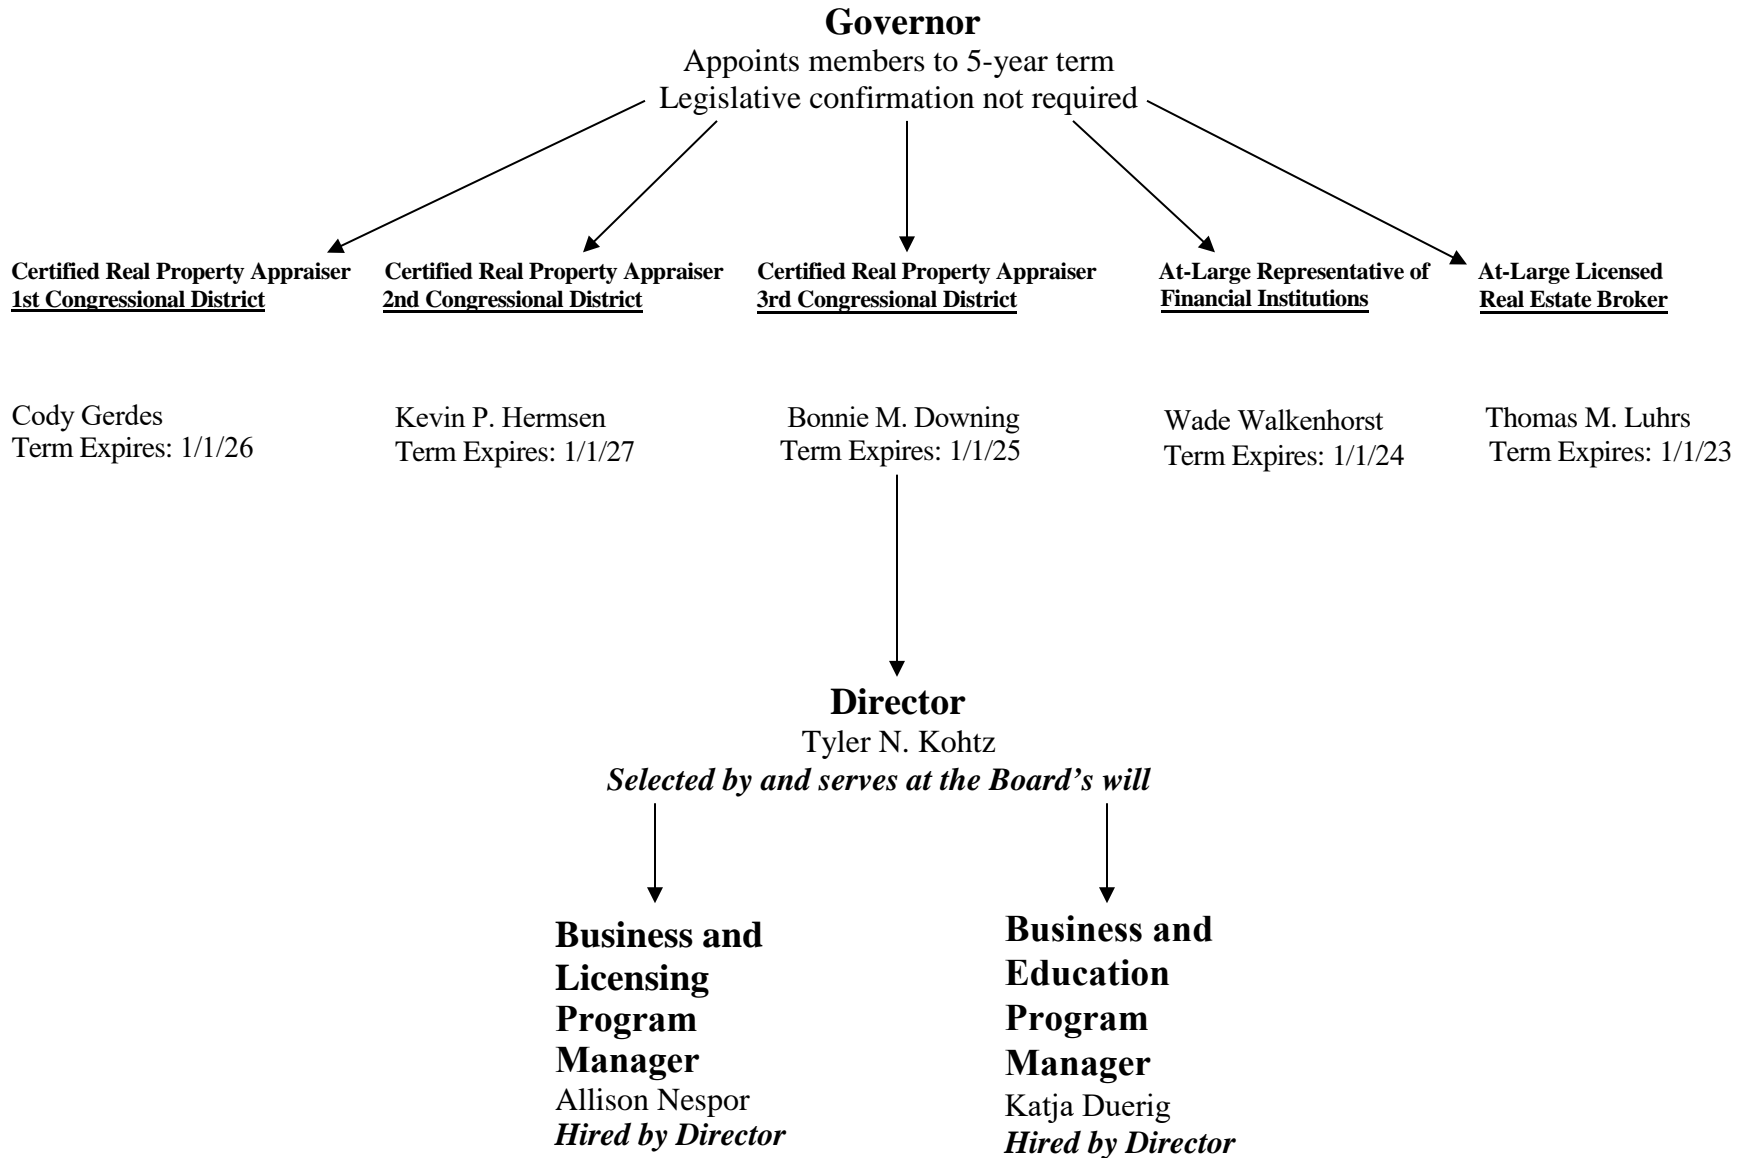 Governor
Appoints members to 5-year term
Legislative confirmation not required
Certified Real Property Appraiser
1st Congressional District
Certified Real Property Appraiser
2nd Congressional District
Certified Real Property Appraiser
3rd Congressional District
At-Large Representative of
Financial Institutions
At-Large Licensed
Real Estate Broker
Cody Gerdes
Term Expires: 1/1/26
Kevin P. Hermsen
Term Expires: 1/1/27
Bonnie M. Downing
Term Expires: 1/1/25
Wade Walkenhorst
Term Expires: 1/1/24
Thomas M. Luhrs
Term Expires: 1/1/23
Director
Tyler N. Kohtz
Selected by and serves at the Board’s will
Business and
Licensing
Program
Manager
Allison Nespor
Hired by Director
Business and
Education
Program
Manager
Katja Duerig
Hired by Director